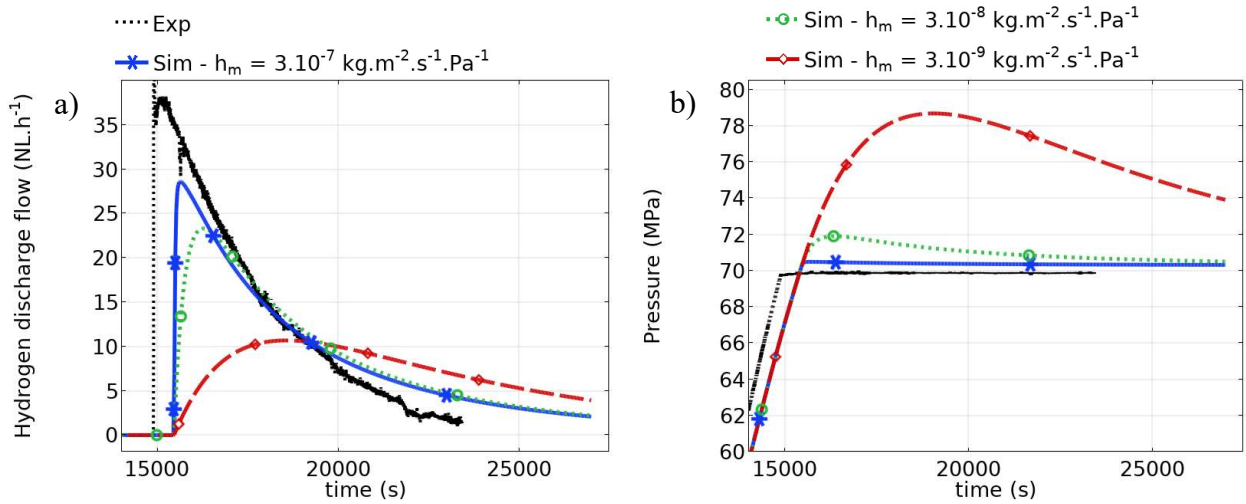 Exp
Sim - hm = 3.10-7 kg.m-2.s-1.Pa-1
Sim - hm = 3.10-8 kg.m-2.s-1.Pa-1
Sim - hm = 3.10-9 kg.m-2.s-1.Pa-1
a)
Hydrogen discharge flow (NL.h-1)
35
30
25
20
15
10
5
0
15000 20000 25000
time (s)
b)
Pressure (MPa)
80
78
76
74
72
70
68
66
64
62
60
15000 20000 25000
time (s)